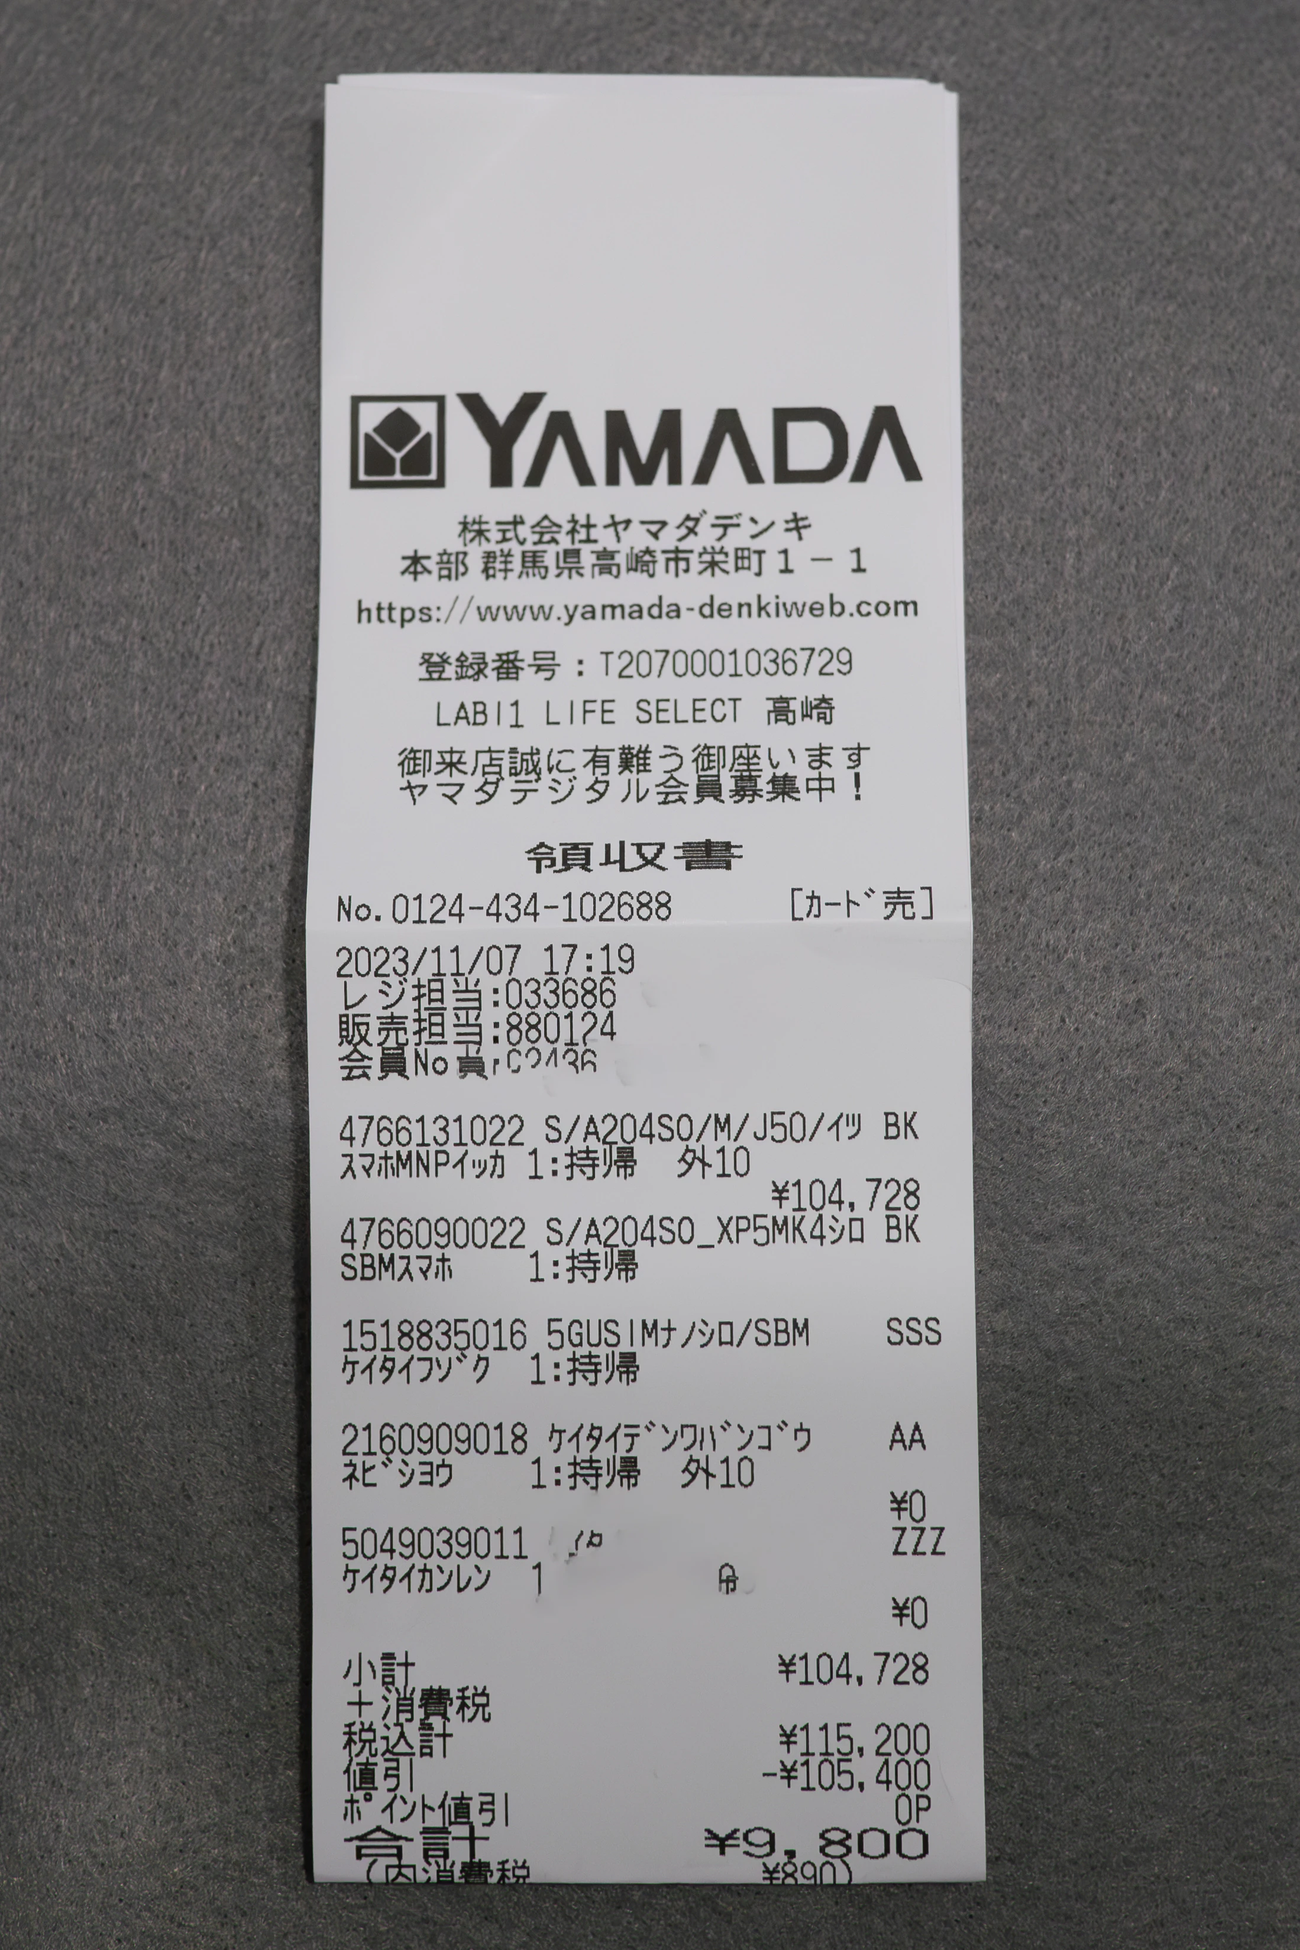 YAMADA
株式会社ヤマダデンキ
本部 群馬県高崎市栄町1－1
https://www.yamada-denkiweb.com
登録番号：T2070001036729
LABI1 LIFE SELECT 高崎
御来店誠に有難う御座います
ヤマダデジタル会員募集中！
領収書
No.0124-434-102688 [ｶｰﾄﾞ売]
2023/11/07 17:19
レジ担当:033686
販売担当:880124
会員No
4766131022 S/A204SO/M/J50/ｲﾂ BK
ｽﾏﾎMNPｲｯｶ 1:持帰 外10
¥104,728
4766090022 S/A204SO_XP5MK4ｼﾛ BK
SBMｽﾏﾎ 1:持帰
1518835016 5GUSIMﾅﾉｼﾛ/SBM SSS
ｹｲﾀｲﾌｿﾞｸ 1:持帰
2160909018 ｹｲﾀｲﾃﾞﾝﾜﾊﾞﾝｺﾞｳ AA
ﾈﾋﾞｼﾖｳ 1:持帰 外10
¥0
5049039011 ZZZ
ｹｲﾀｲｶﾝﾚﾝ 1
¥0
小計 ¥104,728
＋消費税
税込計 ¥115,200
値引 -¥105,400
ﾎﾟｲﾝﾄ値引 0P
合計 ¥9,800
(内消費税 ¥890)